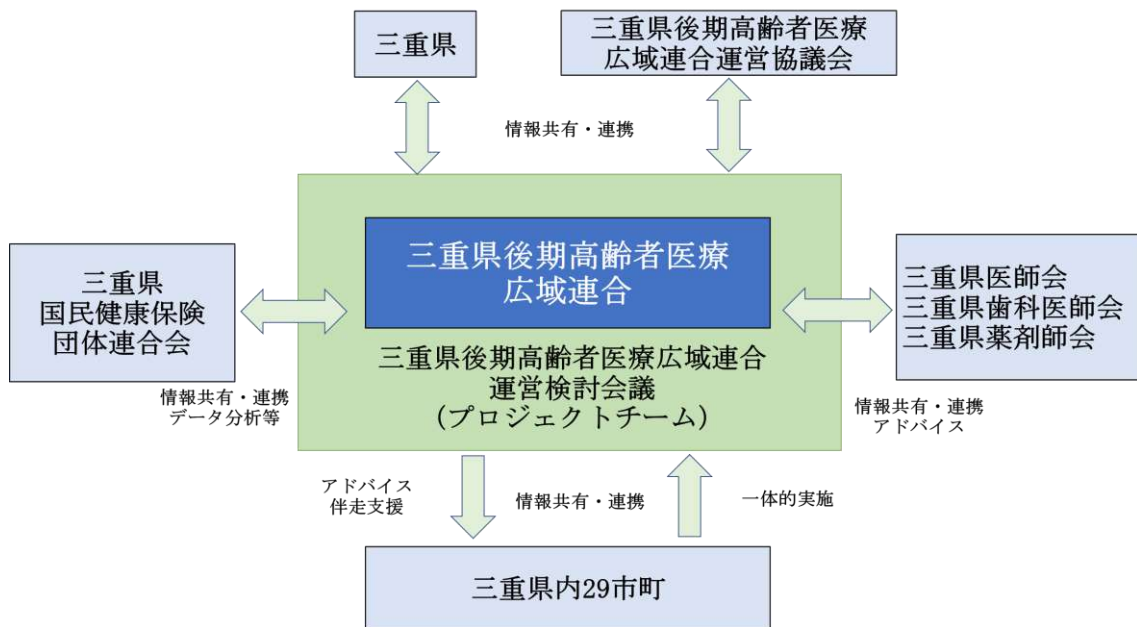 三重県
三重県後期高齢者医療
広域連合運営協議会
情報共有・連携
三重県後期高齢者医療
広域連合
三重県後期高齢者医療広域連合
運営検討会議
(プロジェクトチーム)
三重県
国民健康保険
団体連合会
情報共有・連携
データ分析等
三重県医師会
三重県歯科医師会
三重県薬剤師会
情報共有・連携
アドバイス
アドバイス
伴走支援
情報共有・連携
一体的実施
三重県内29市町